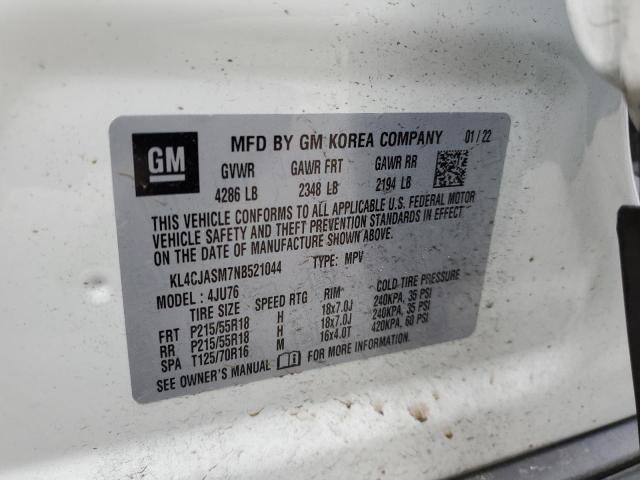 GM
MFD BY GM KOREA COMPANY 01/22
GVWR GAWR FRT GAWR RR
4286 LB 2348 LB 2194 LB
THIS VEHICLE CONFORMS TO ALL APPLICABLE U.S. FEDERAL MOTOR
VEHICLE SAFETY AND THEFT PREVENTION STANDARDS IN EFFECT
ON THE DATE OF MANUFACTURE SHOWN ABOVE.
KL4CJASM7NB521044 TYPE: MPV
MODEL: 4JU76
TIRE SIZE SPEED RTG RIM COLD TIRE PRESSURE
FRT P215/55R18 H 18x7.0J 240KPA, 35 PSI
RR P215/55R18 H 18x7.0J 240KPA, 35 PSI
SPA T125/70R16 M 16x4.0T 420KPA, 60 PSI
SEE OWNER'S MANUAL FOR MORE INFORMATION.